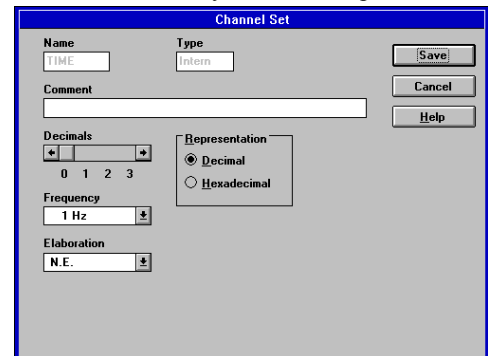 Channel Set
Name Type
TIME Intern
Save
Comment
Cancel
Help
Decimals
Representation
Decimal
0 1 2 3
Hexadecimal
Frequency
1 Hz
Elaboration
N.E.